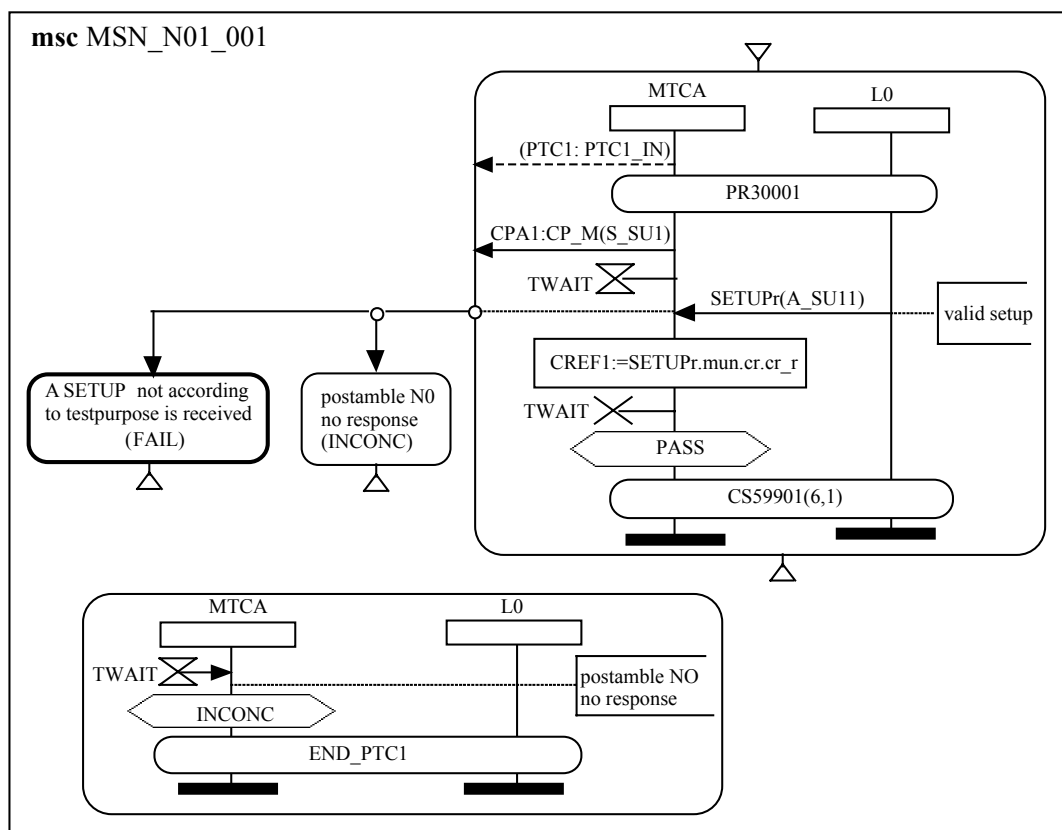 msc MSN_N01_001
MTCA
L0
(PTC1: PTC1_IN)
PR30001
CPA1:CP_M(S_SU1)
TWAIT
SETUPr(A_SU11)
valid setup
CREF1:=SETUPr.mun.cr.cr_r
A SETUP not according
to testpurpose is received
(FAIL)
postamble N0
no response
(INCONC)
TWAIT
PASS
CS59901(6,1)
MTCA
L0
TWAIT
postamble NO
no response
INCONC
END_PTC1